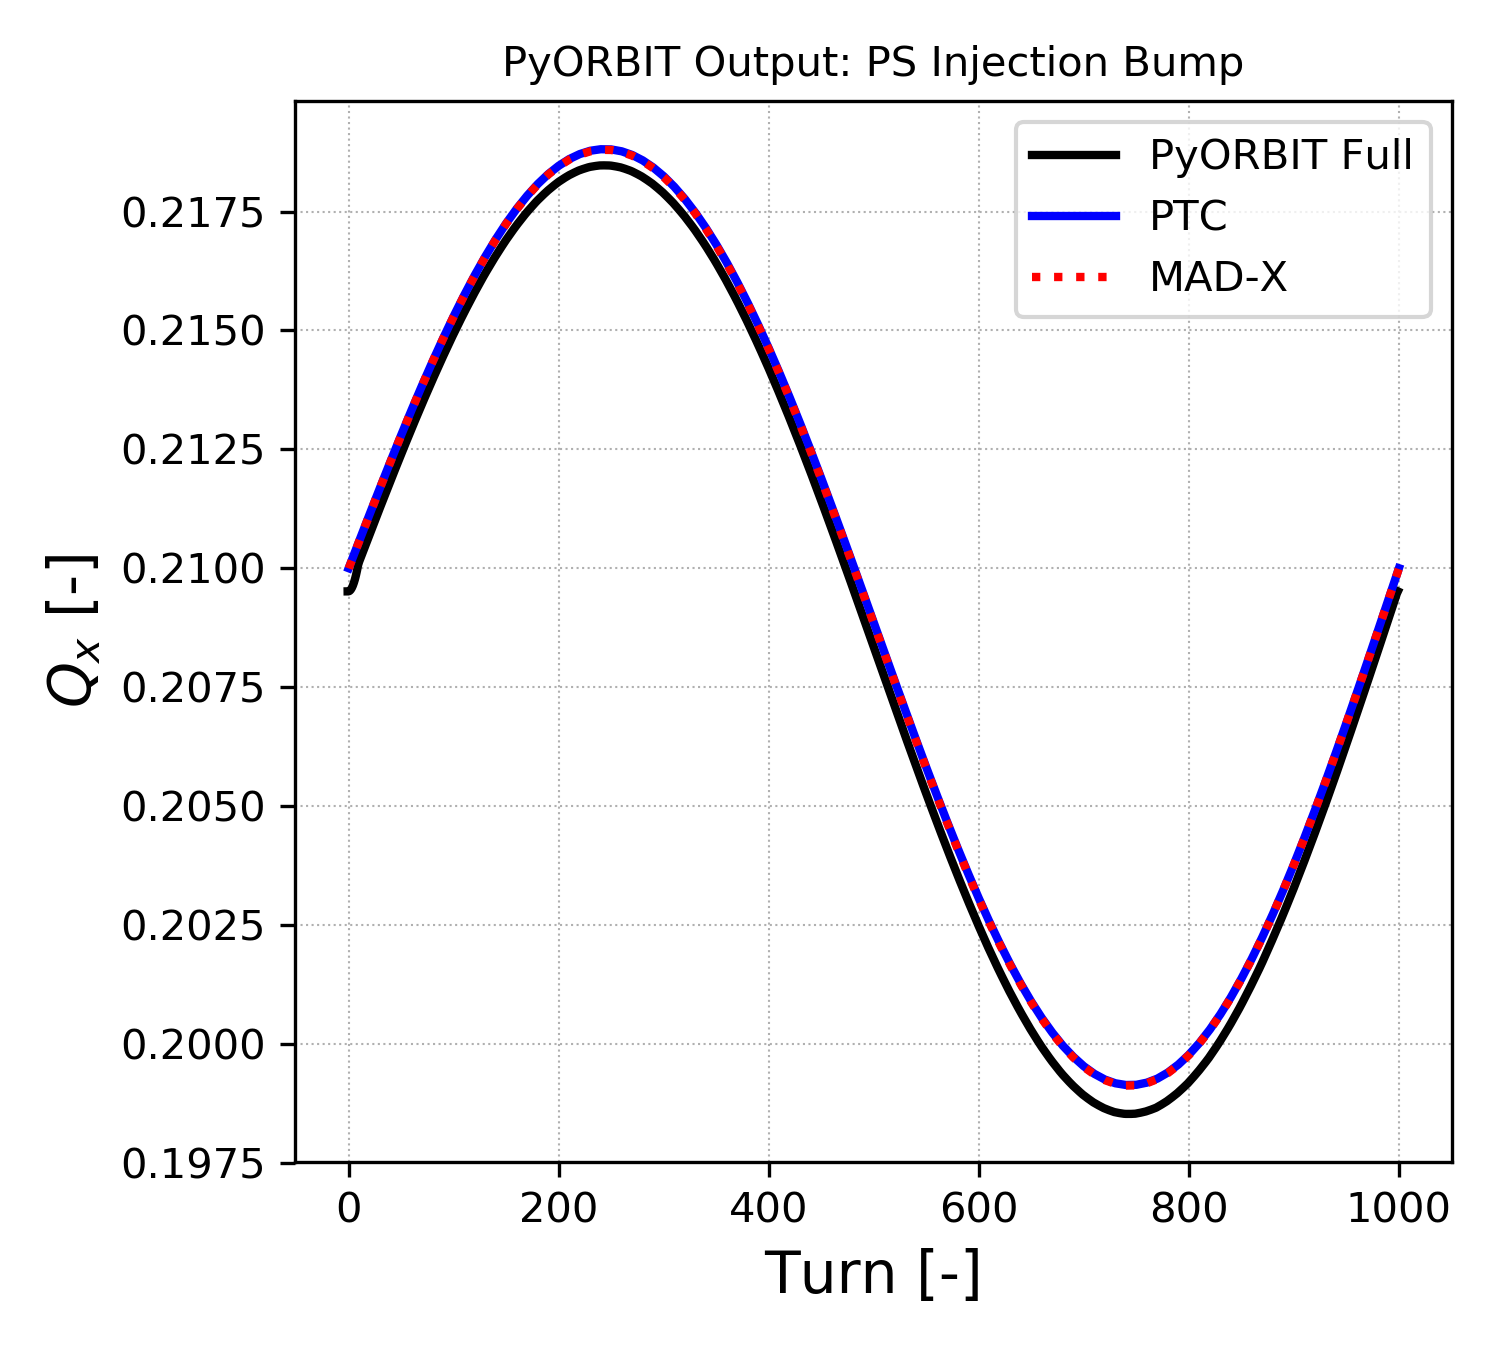 PyORBIT Output: PS Injection Bump
PyORBIT Full
PTC
MAD-X
0.2175
0.2150
0.2125
0.2100
0.2075
0.2050
0.2025
0.2000
0.1975
Qx [-]
0 200 400 600 800 1000
Turn [-]